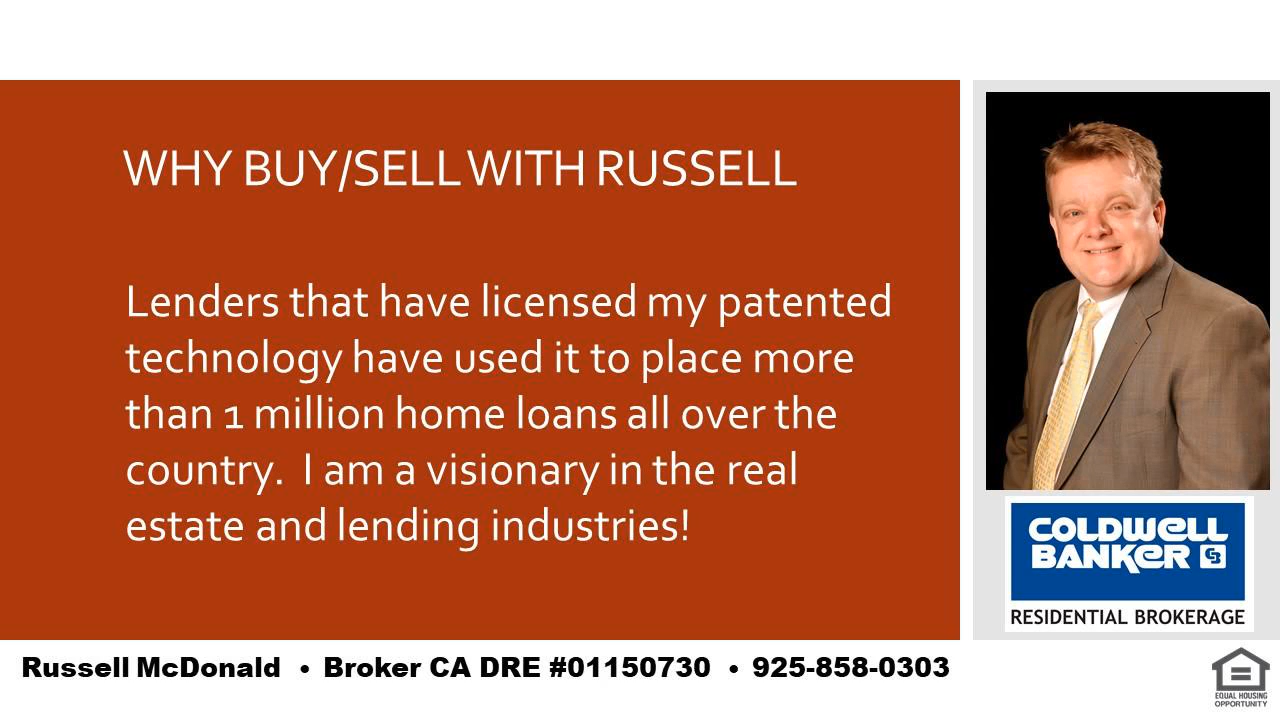 WHY BUY/SELL WITH RUSSELL
Lenders that have licensed my patented
technology have used it to place more
than 1 million home loans all over the
country.  I am a visionary in the real
estate and lending industries!
COLDWELL
BANKER CB
RESIDENTIAL BROKERAGE
Russell McDonald • Broker CA DRE #01150730 • 925-858-0303
EQUAL HOUSING
OPPORTUNITY